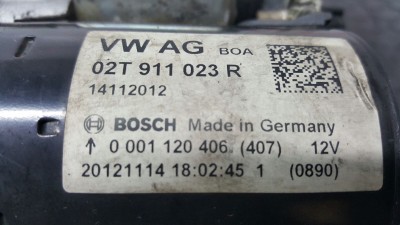 VW AG BOA
02T 911 023 R
14112012
BOSCH Made in Germany
0 001 120 406 (407) 12V
20121114 18:02:45 1 (0890)